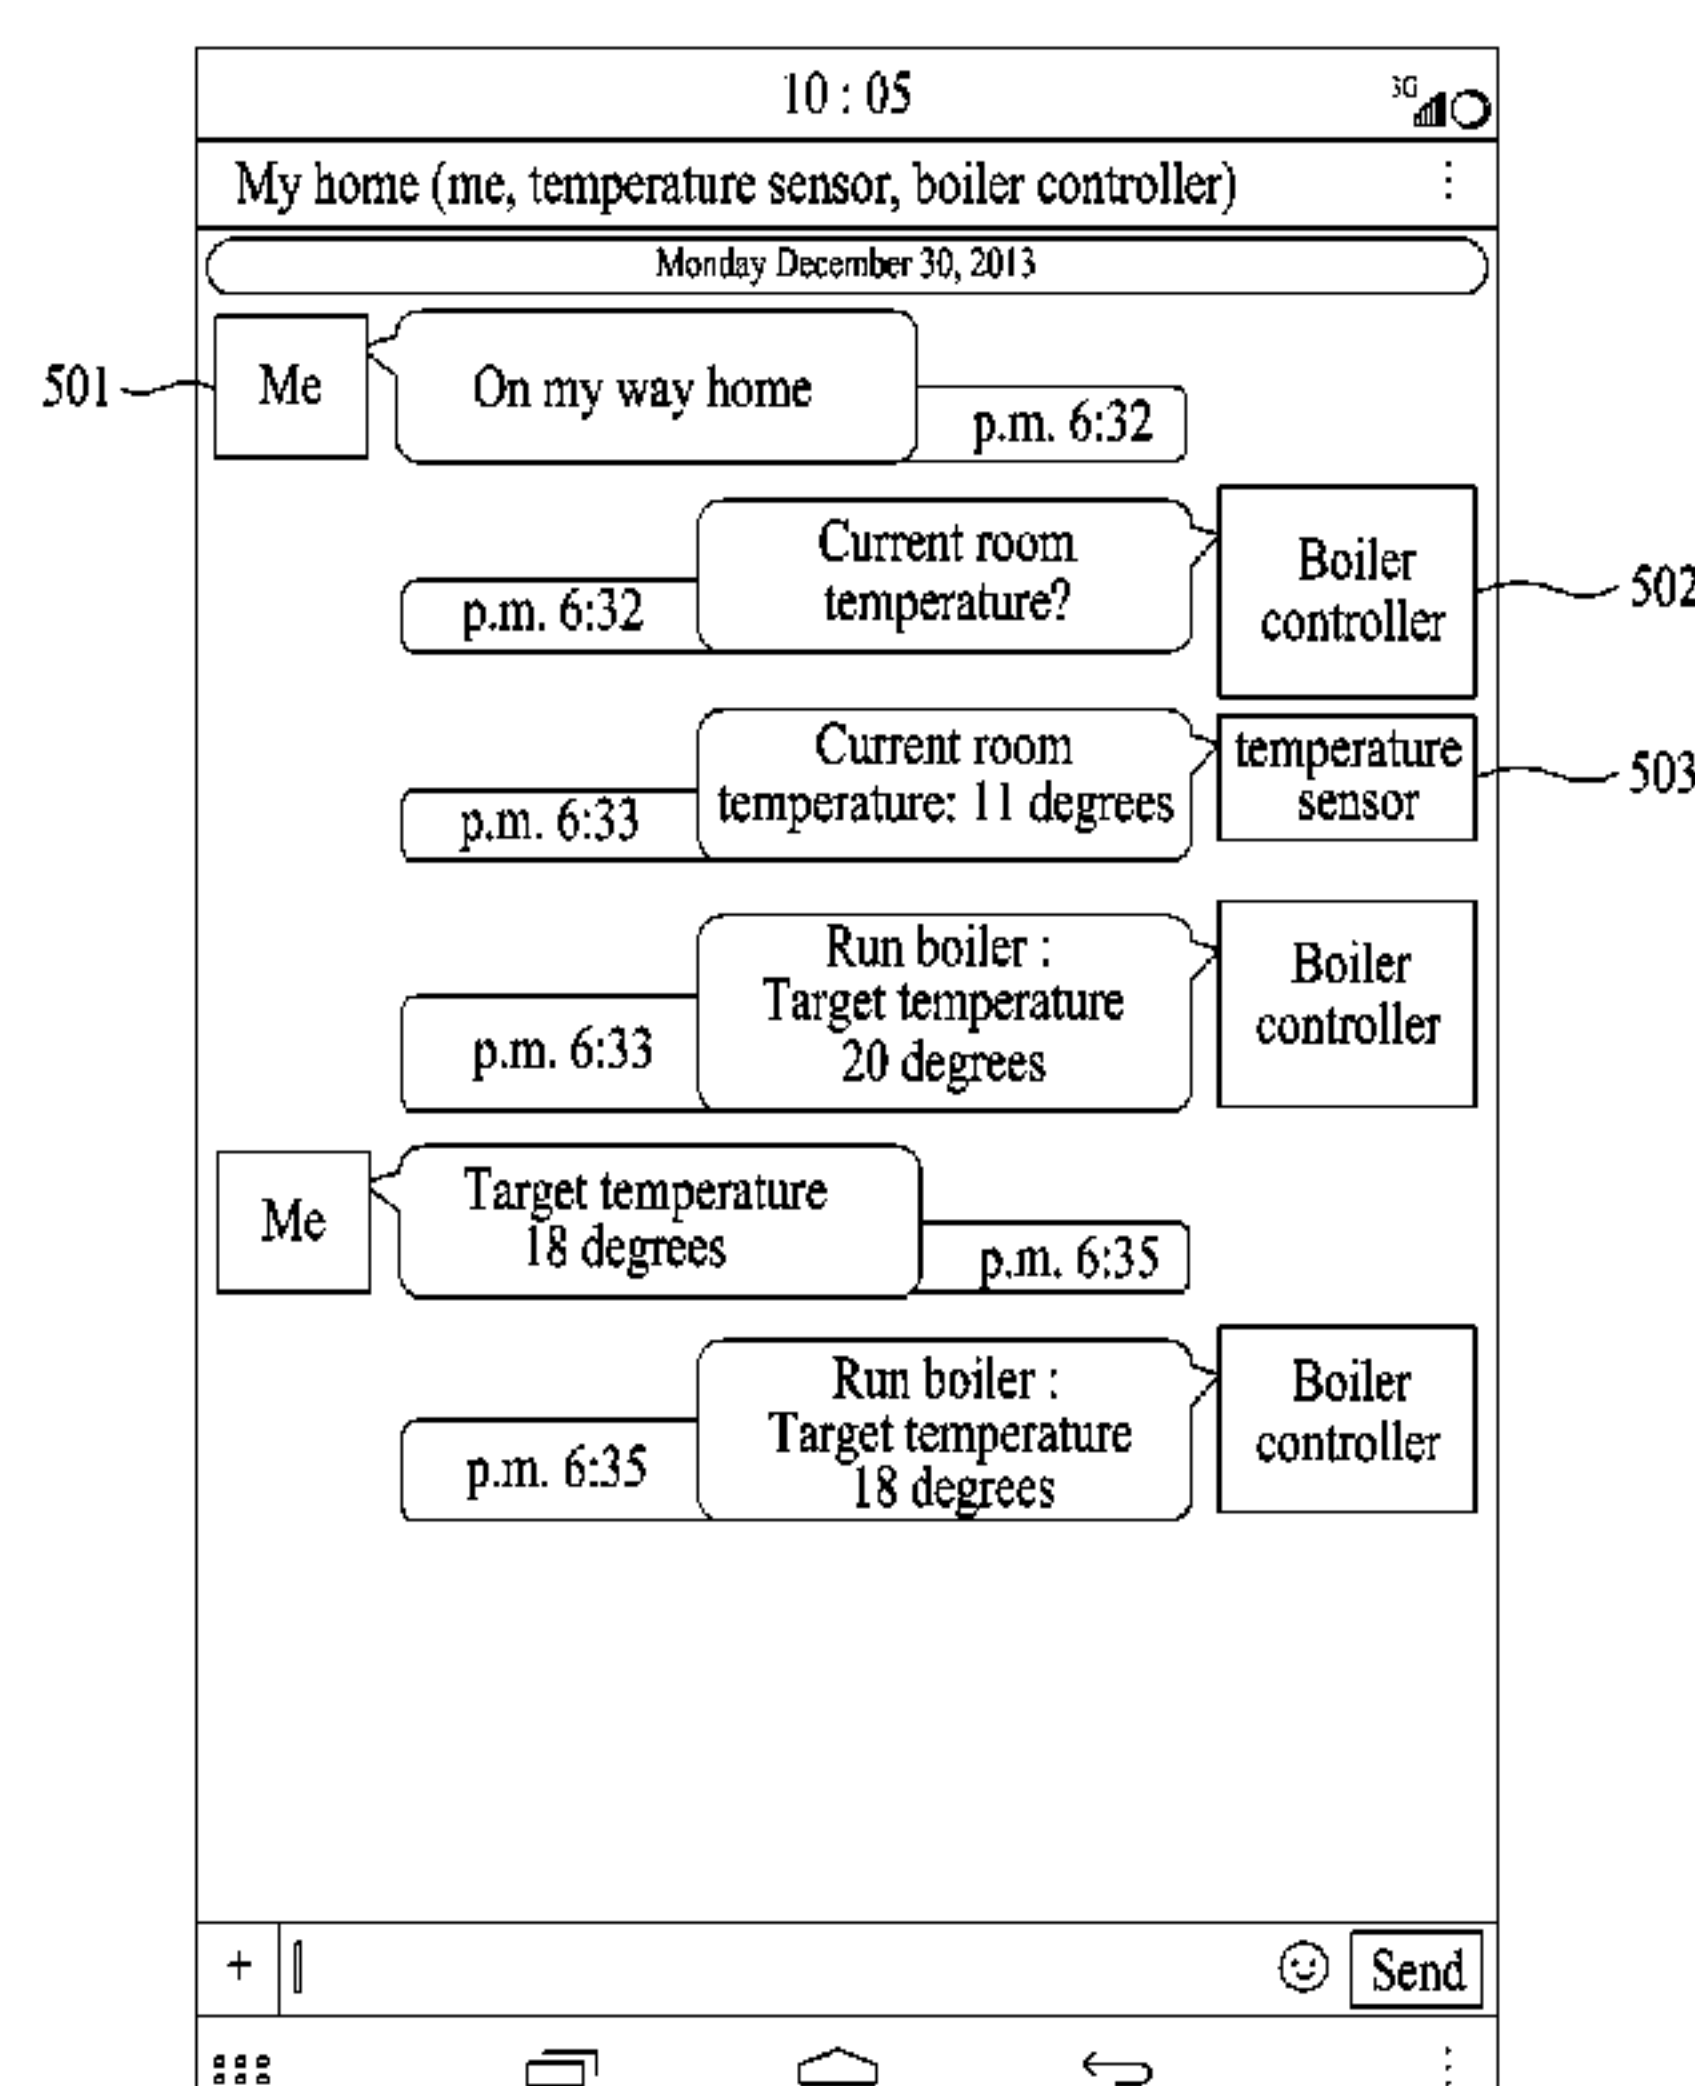 10 : 05
3G
My home (me, temperature sensor, boiler controller)
Monday December 30, 2013
501
Me
On my way home
p.m. 6:32
Current room
temperature?
p.m. 6:32
Boiler
controller
502
Current room
temperature: 11 degrees
p.m. 6:33
temperature
sensor
503
Run boiler :
Target temperature
20 degrees
p.m. 6:33
Boiler
controller
Me
Target temperature
18 degrees
p.m. 6:35
Run boiler :
Target temperature
18 degrees
p.m. 6:35
Boiler
controller
+
Send